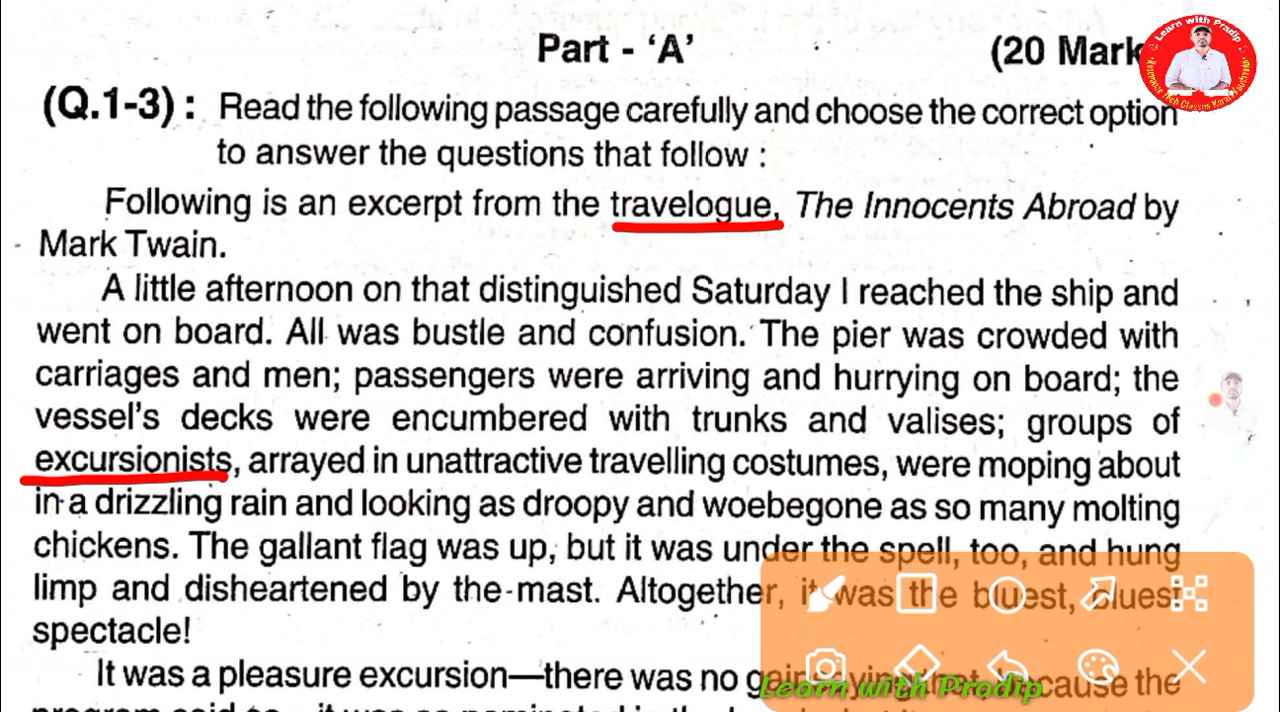 Part - ‘A’
(20 Mark
Learn with Pradip
(Q.1-3) : Read the following passage carefully and choose the correct option
to answer the questions that follow :
Following is an excerpt from the travelogue, The Innocents Abroad by
Mark Twain.
A little afternoon on that distinguished Saturday I reached the ship and
went on board. All was bustle and confusion. The pier was crowded with
carriages and men; passengers were arriving and hurrying on board; the
vessel's decks were encumbered with trunks and valises; groups of
excursionists, arrayed in unattractive travelling costumes, were moping about
in a drizzling rain and looking as droopy and woebegone as so many molting
chickens. The gallant flag was up, but it was under the spell, too, and hung
limp and disheartened by the mast. Altogether, it was the bluest, bluest
spectacle!
It was a pleasure excursion—there was no cause the
Learn with Pradip